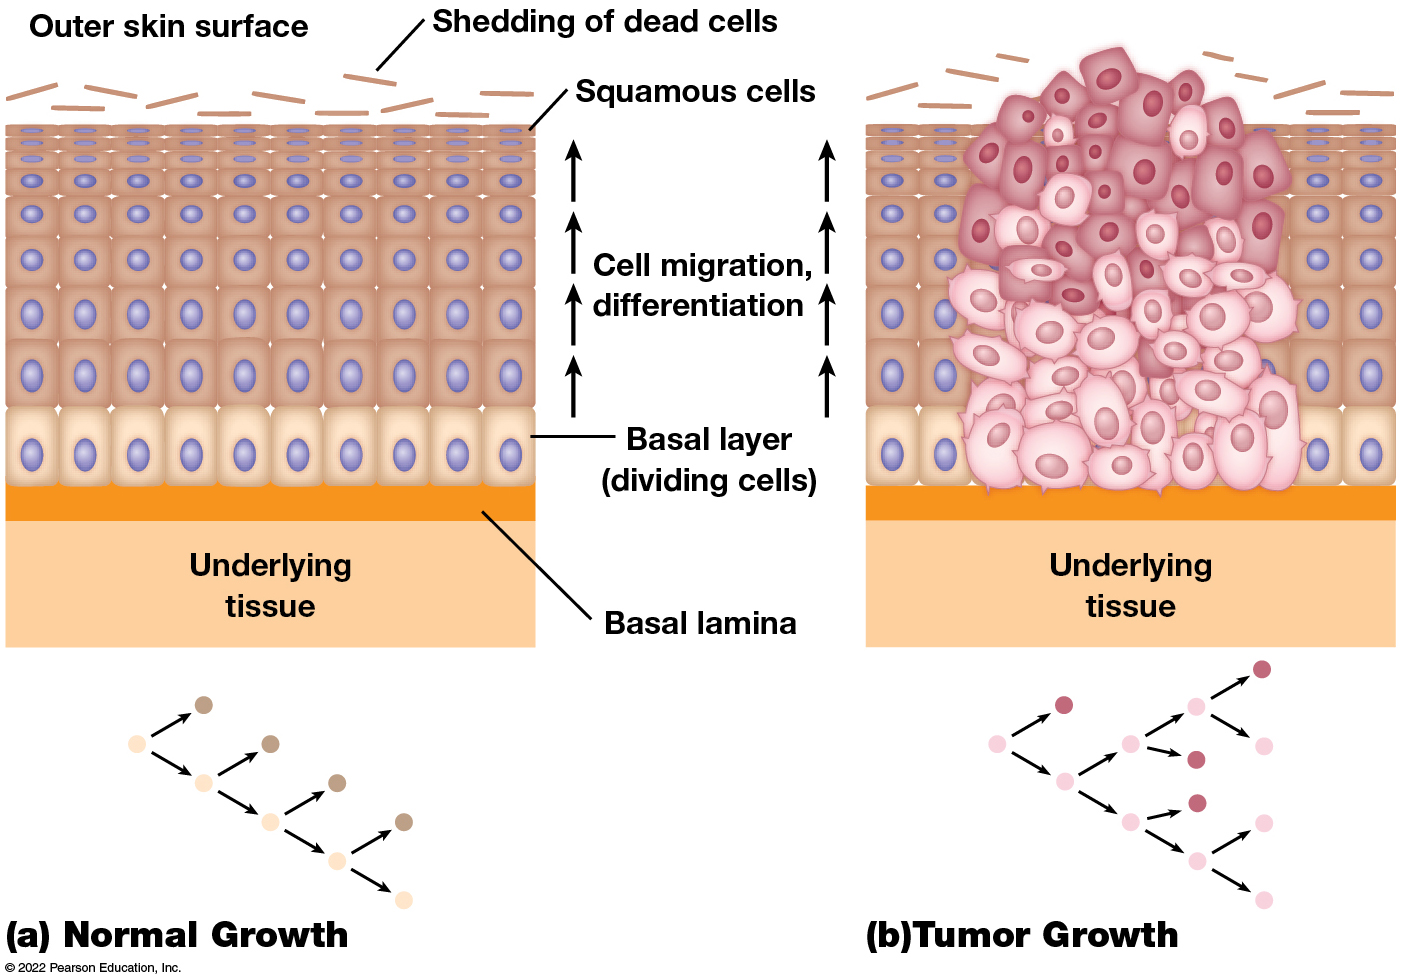 Outer skin surface
Shedding of dead cells
Squamous cells
Cell migration,
differentiation
Basal layer
(dividing cells)
Underlying
tissue
Basal lamina
Underlying
tissue
(a) Normal Growth
(b)Tumor Growth
© 2022 Pearson Education, Inc.